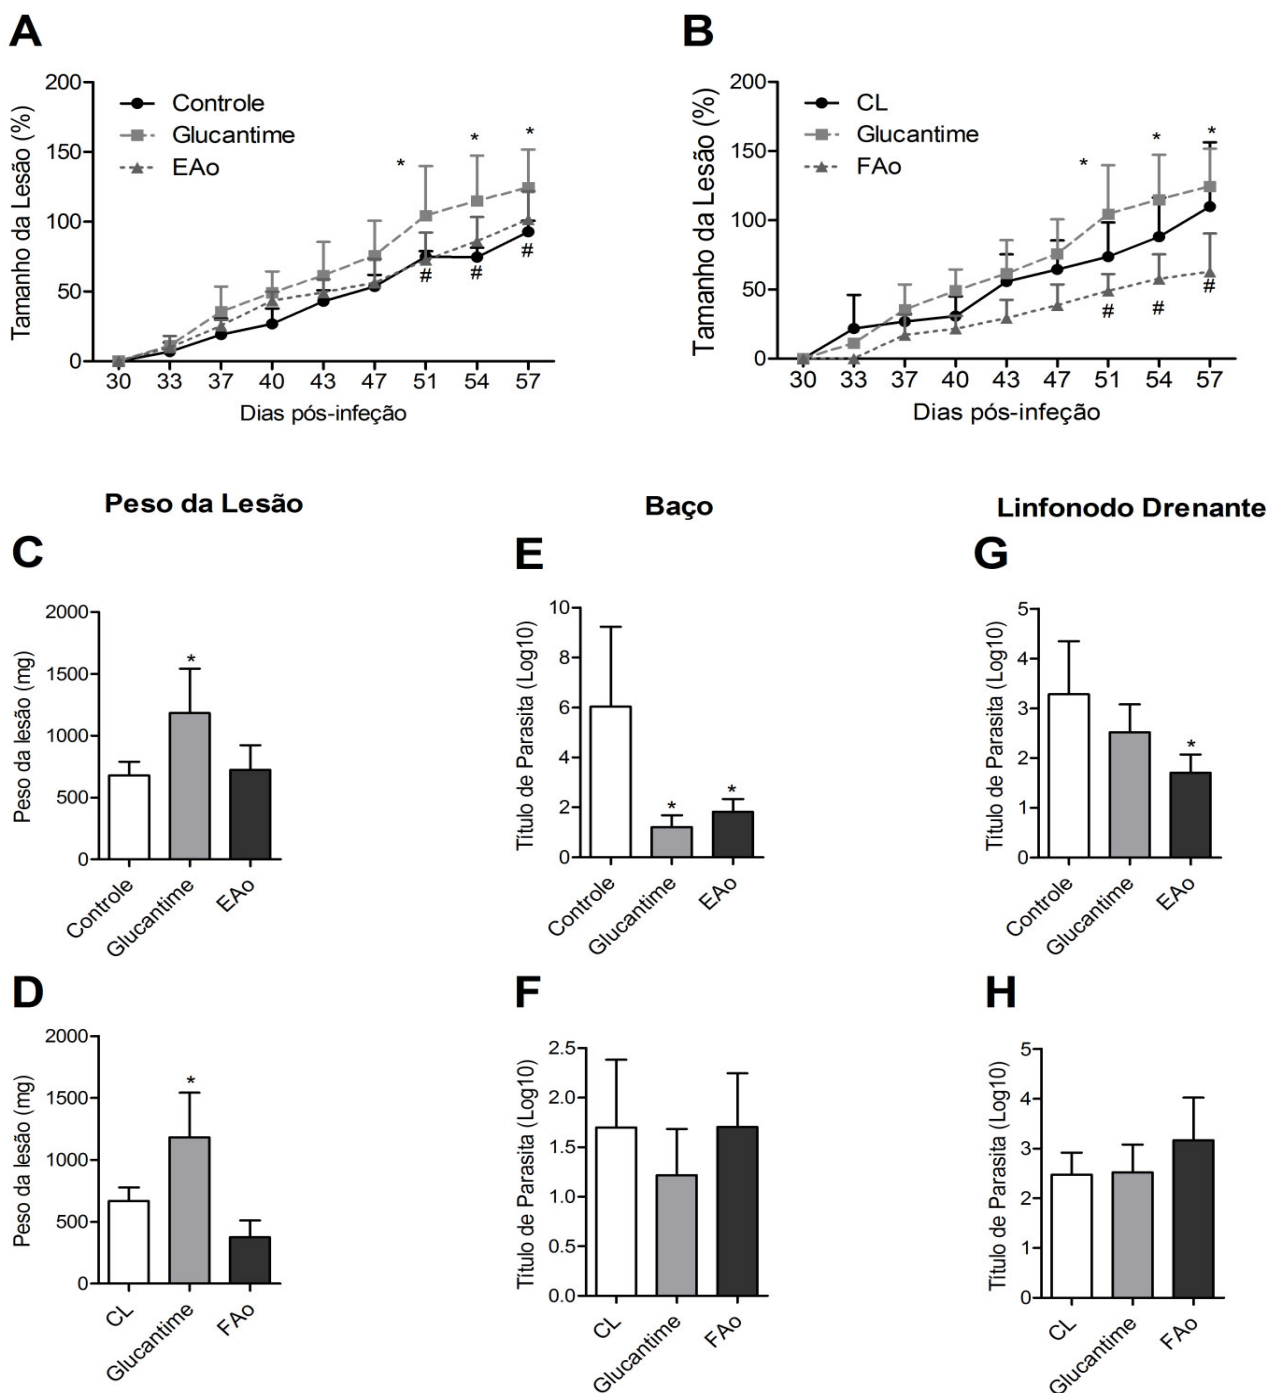 A
Tamanho da Lesão (%)
200
150
100
50
0
Controle
Glucantime
EAo
* * *
# # #
30 33 37 40 43 47 51 54 57
Dias pós-infeção
B
Tamanho da Lesão (%)
200
150
100
50
0
CL
Glucantime
FAo
* * *
# # #
30 33 37 40 43 47 51 54 57
Dias pós-infeção
Peso da Lesão
Baço
Linfonodo Drenante
C
Peso da lesão (mg)
2000
1500
1000
500
0
*
Controle
Glucantime
EAo
E
Título de Parasita (Log10)
10
8
6
4
2
0
* *
Controle
Glucantime
EAo
G
Título de Parasita (Log10)
5
4
3
2
1
0
*
Controle
Glucantime
EAo
D
Peso da lesão (mg)
2000
1500
1000
500
0
*
CL
Glucantime
FAo
F
Título de Parasita (Log10)
2.5
2.0
1.5
1.0
0.5
0.0
CL
Glucantime
FAo
H
Título de Parasita (Log10)
5
4
3
2
1
0
CL
Glucantime
FAo